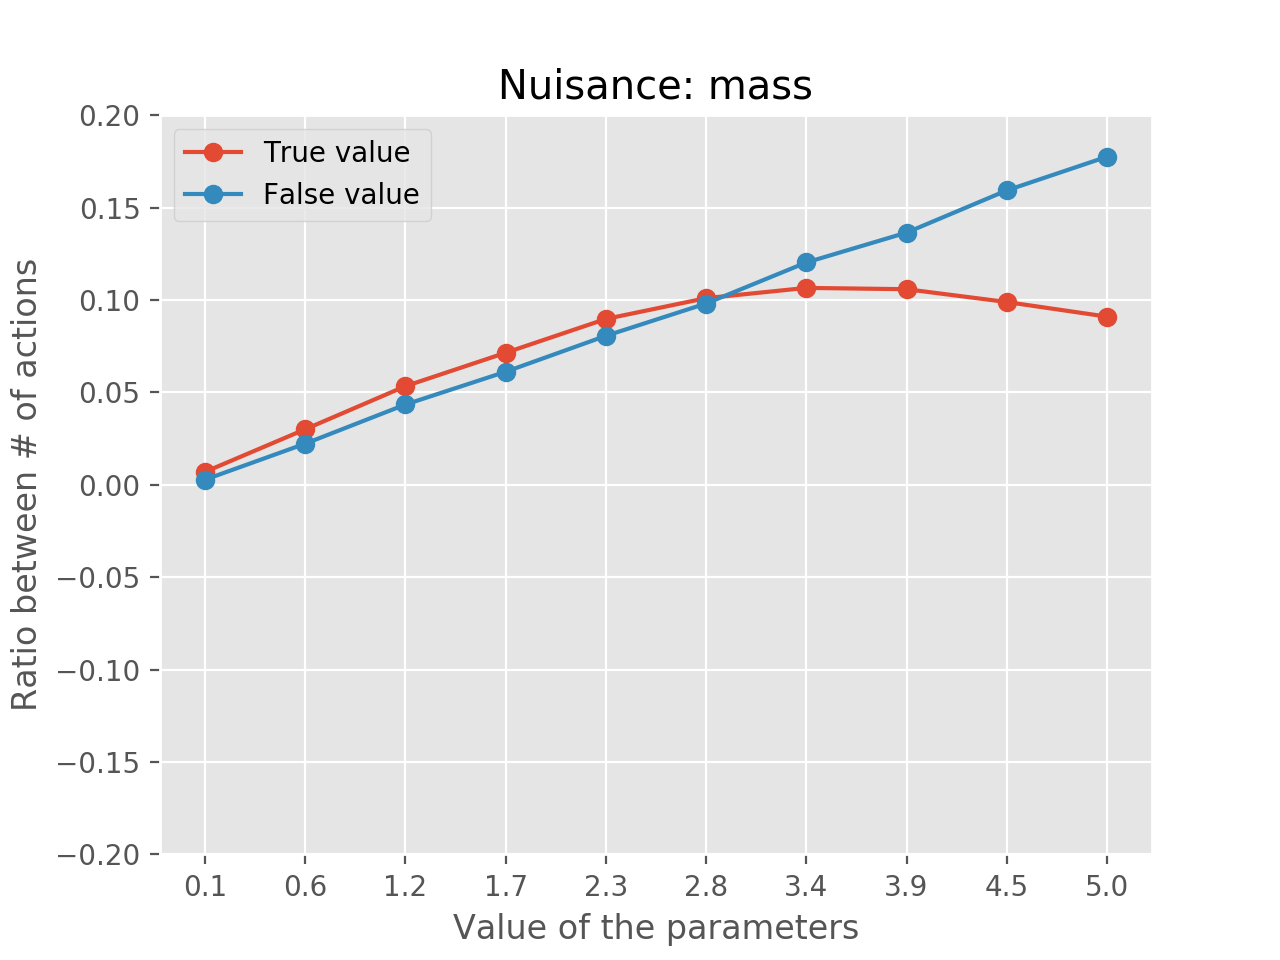 Nuisance: mass
True value
False value
Ratio between # of actions
0.20
0.15
0.10
0.05
0.00
−0.05
−0.10
−0.15
−0.20
0.1 0.6 1.2 1.7 2.3 2.8 3.4 3.9 4.5 5.0
Value of the parameters